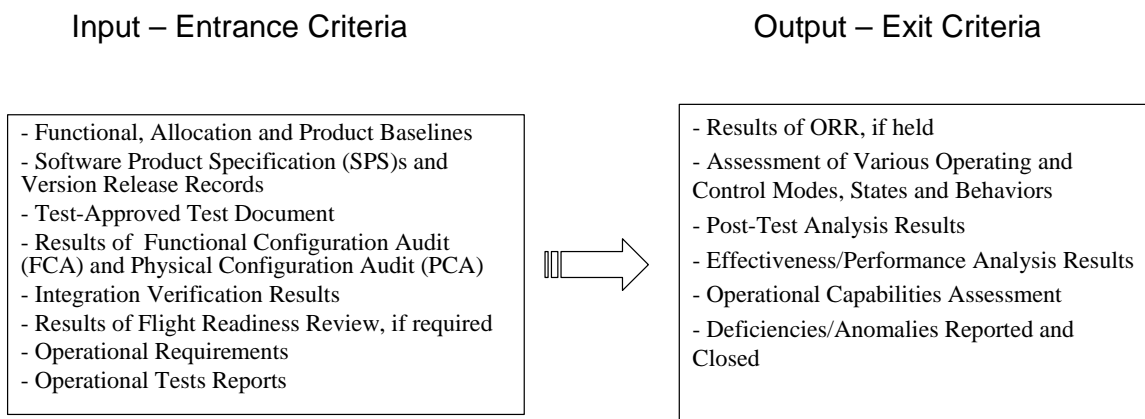 Input – Entrance Criteria
- Functional, Allocation and Product Baselines
- Software Product Specification (SPS)s and
Version Release Records
- Test-Approved Test Document
- Results of  Functional Configuration Audit
(FCA) and Physical Configuration Audit (PCA)
- Integration Verification Results
- Results of Flight Readiness Review, if required
- Operational Requirements
- Operational Tests Reports
Output – Exit Criteria
- Results of ORR, if held
- Assessment of Various Operating and
Control Modes, States and Behaviors
- Post-Test Analysis Results
- Effectiveness/Performance Analysis Results
- Operational Capabilities Assessment
- Deficiencies/Anomalies Reported and
Closed